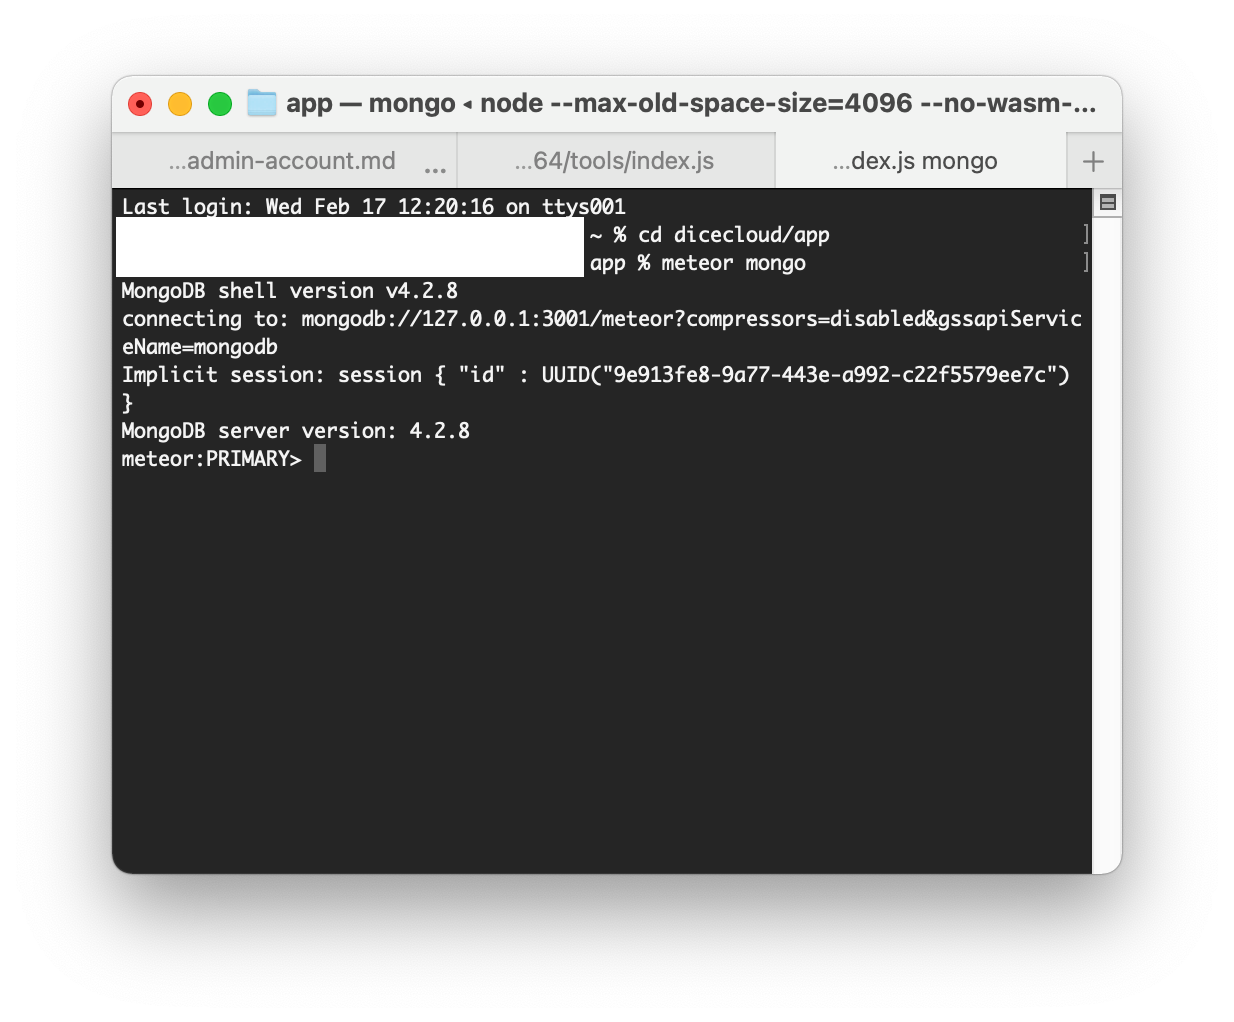 app — mongo ◂ node --max-old-space-size=4096 --no-wasm-...
...admin-account.md ... ...64/tools/index.js ...dex.js mongo +
Last login: Wed Feb 17 12:20:16 on ttys001
~ % cd dicecloud/app ]
app % meteor mongo ]
MongoDB shell version v4.2.8
connecting to: mongodb://127.0.0.1:3001/meteor?compressors=disabled&gssapiServic
eName=mongodb
Implicit session: session { "id" : UUID("9e913fe8-9a77-443e-a992-c22f5579ee7c")
}
MongoDB server version: 4.2.8
meteor:PRIMARY>